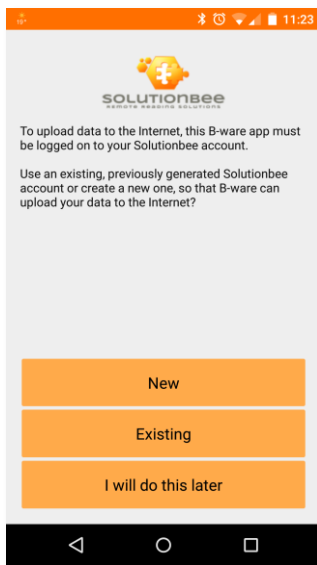 11:23
SOLUTIONBEE
REMOTE READING SOLUTIONS
To upload data to the Internet, this B-ware app must
be logged on to your Solutionbee account.
Use an existing, previously generated Solutionbee
account or create a new one, so that B-ware can
upload your data to the Internet?
New
Existing
I will do this later